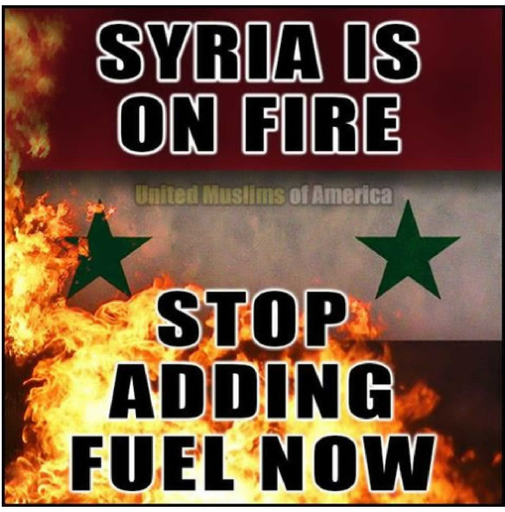 SYRIA IS
ON FIRE
United Muslims of America
STOP
ADDING
FUEL NOW